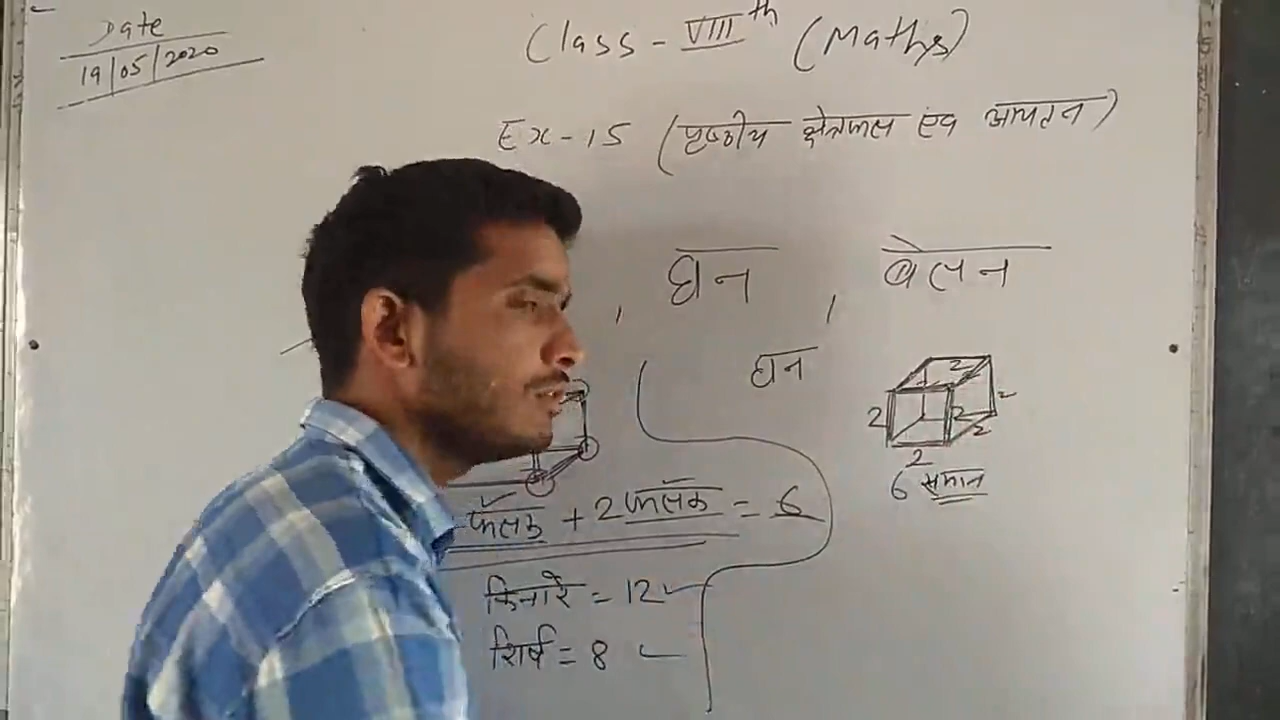 Date
19/05/2020
Class - VIIIth (Maths)
Ex-15 (पृष्ठीय क्षेत्रफल एवं आयतन)
, घन , बेलन
घन
2 2 2 2 2 2
6 समान
फलक + 2 फलक = 6
किनारे = 12
शिर्ष = 8